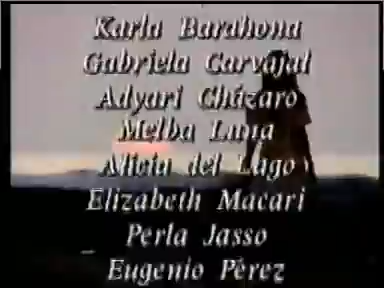 Karla Barahona
Gabriela Carvajal
Adyari Cházaro
Melba Luna
Alicia del Lago
Elizabeth Macari
Perla Jasso
Eugenio Pérez